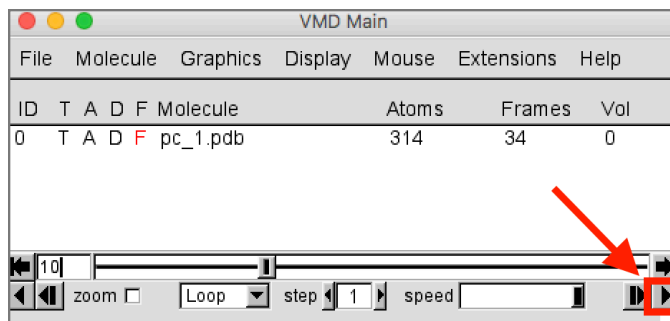 VMD Main
File Molecule Graphics Display Mouse Extensions Help
ID T A D F Molecule Atoms Frames Vol
0 T A D F pc_1.pdb 314 34 0
10
zoom Loop step 1 speed